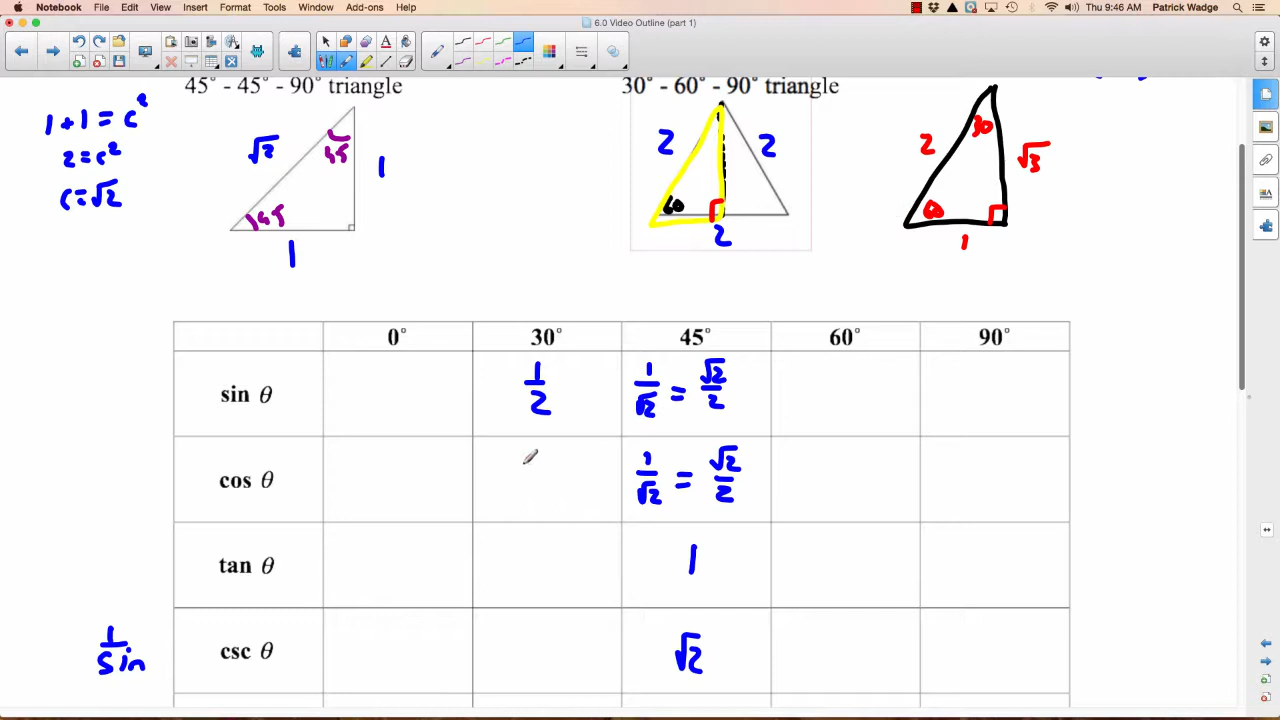 Notebook File Edit View Insert Format Tools Window Add-ons Help
Thu 9:46 AM Patrick Wadge
6.0 Video Outline (part 1)
45° - 45° - 90° triangle
30° - 60° - 90° triangle
1+1=c²
2=c²
c=√2
√2
45
45
1
1
2
2
60
2
30
2
√3
60
1
0° 30° 45° 60° 90°
sin θ 1/2 1/√2 = √2/2
cos θ 1/√2 = √2/2
tan θ 1
1/sin csc θ √2